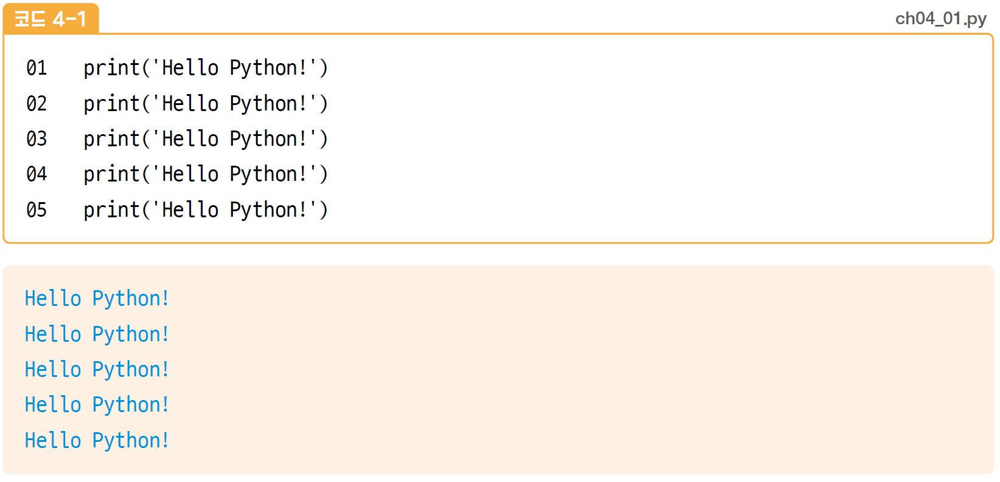 코드 4-1
ch04_01.py
01 print('Hello Python!')
02 print('Hello Python!')
03 print('Hello Python!')
04 print('Hello Python!')
05 print('Hello Python!')
Hello Python!
Hello Python!
Hello Python!
Hello Python!
Hello Python!